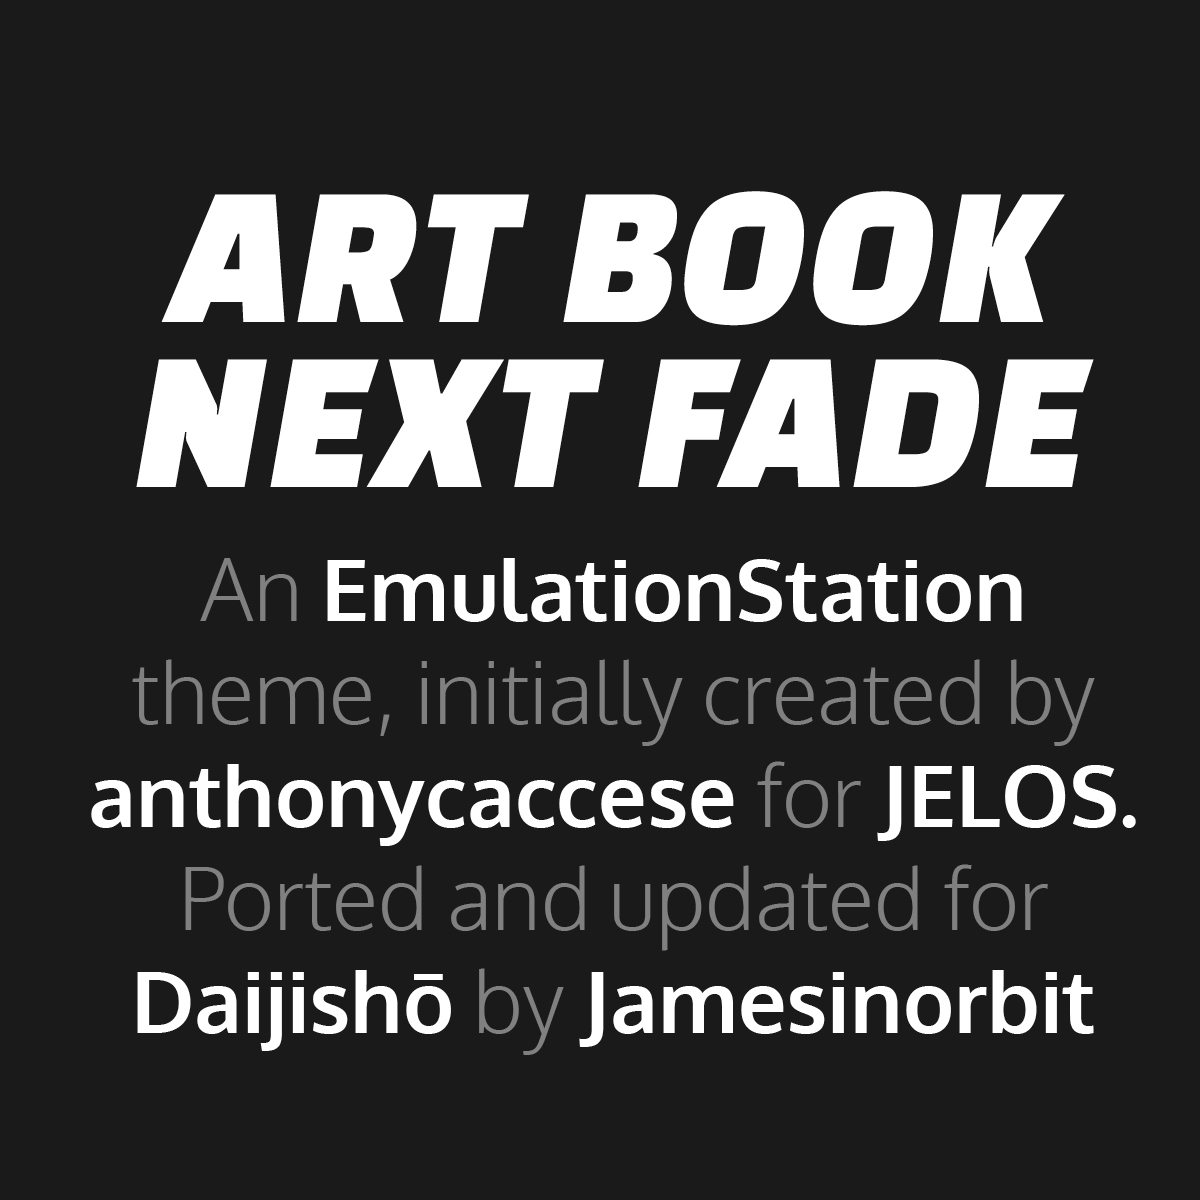 ART BOOK
NEXT FADE
An EmulationStation
theme, initially created by
anthonycaccese for JELOS.
Ported and updated for
Daijishō by Jamesinorbit